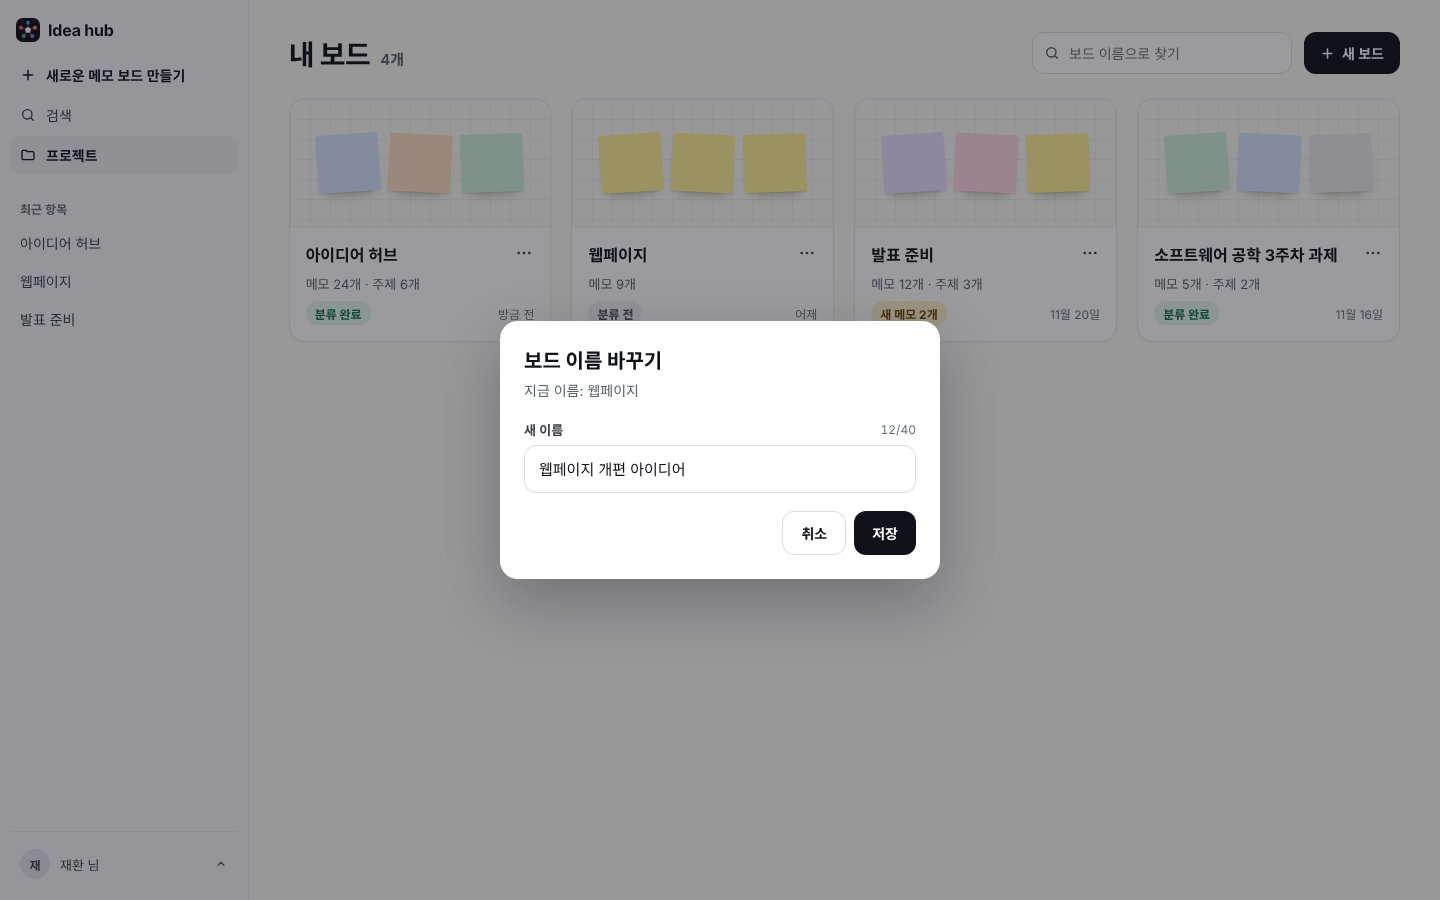 Idea hub
새로운 메모 보드 만들기
검색
프로젝트
최근 항목
아이디어 허브
웹페이지
발표 준비
재 재환 님
내 보드 4개
보드 이름으로 찾기
새 보드
아이디어 허브
메모 24개 · 주제 6개
분류 완료 방금 전
웹페이지
메모 9개
분류 전 어제
발표 준비
메모 12개 · 주제 3개
새 메모 2개 11월 20일
소프트웨어 공학 3주차 과제
메모 5개 · 주제 2개
분류 완료 11월 16일
보드 이름 바꾸기
지금 이름: 웹페이지
새 이름 12/40
웹페이지 개편 아이디어
취소 저장